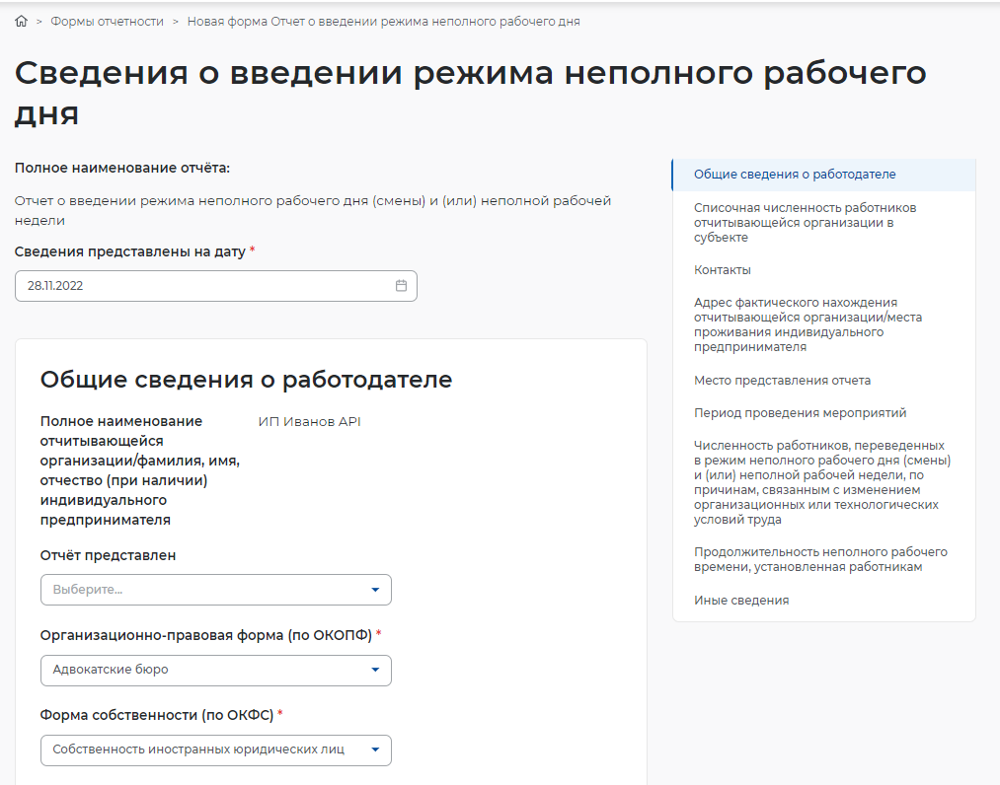 > Формы отчетности > Новая форма Отчет о введении режима неполного рабочего дня
Сведения о введении режима неполного рабочего
дня
Полное наименование отчёта:
Отчет о введении режима неполного рабочего дня (смены) и (или) неполной рабочей
недели
Сведения представлены на дату *
28.11.2022
Общие сведения о работодателе
Полное наименование
отчитывающейся
организации/фамилия, имя,
отчество (при наличии)
индивидуального
предпринимателя
ИП Иванов API
Отчёт представлен
Выберите...
Организационно-правовая форма (по ОКОПФ) *
Адвокатские бюро
Форма собственности (по ОКФС) *
Собственность иностранных юридических лиц
Общие сведения о работодателе
Списочная численность работников
отчитывающейся организации в
субъекте
Контакты
Адрес фактического нахождения
отчитывающейся организации/места
проживания индивидуального
предпринимателя
Место представления отчета
Период проведения мероприятий
Численность работников, переведенных
в режим неполного рабочего дня (смены)
и (или) неполной рабочей недели, по
причинам, связанным с изменением
организационных или технологических
условий труда
Продолжительность неполного рабочего
времени, установленная работникам
Иные сведения